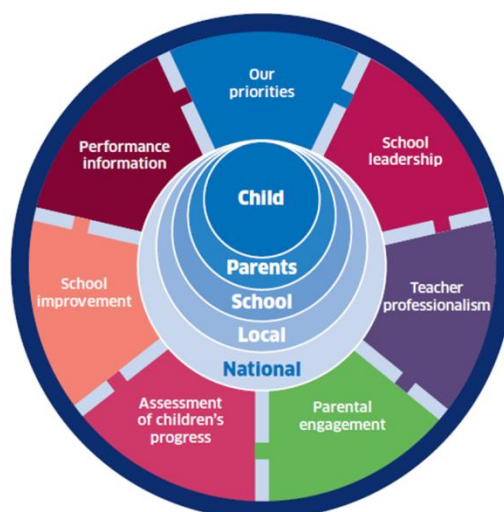 Our
priorities
School
leadership
Teacher
professionalism
Parental
engagement
Assessment
of children's
progress
School
improvement
Performance
information
Child
Parents
School
Local
National